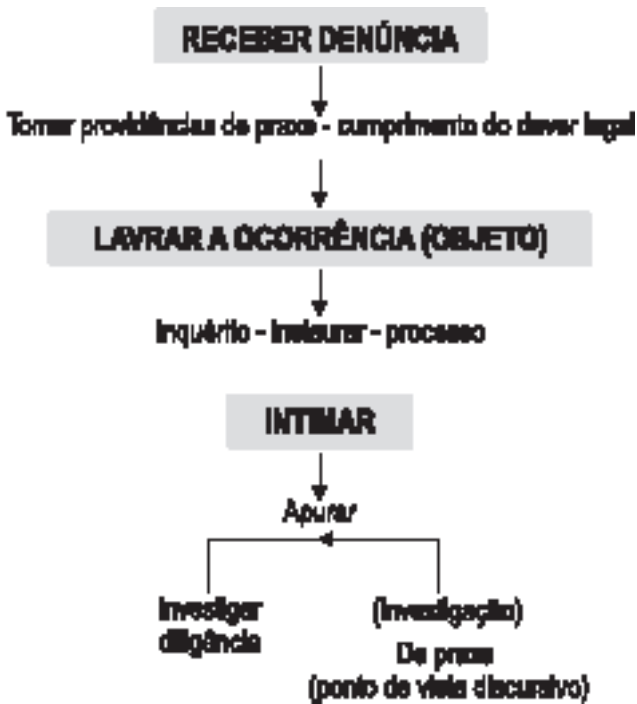 RECEBER DENÚNCIA
Tomar providências de praxe - cumprimento do dever legal
LAVRAR A OCORRÊNCIA (OBJETO)
Inquérito - Instaurar - processo
INTIMAR
Apurar
Investigar
diligência
(Investigação)
De praxe
(ponto de vista discursivo)